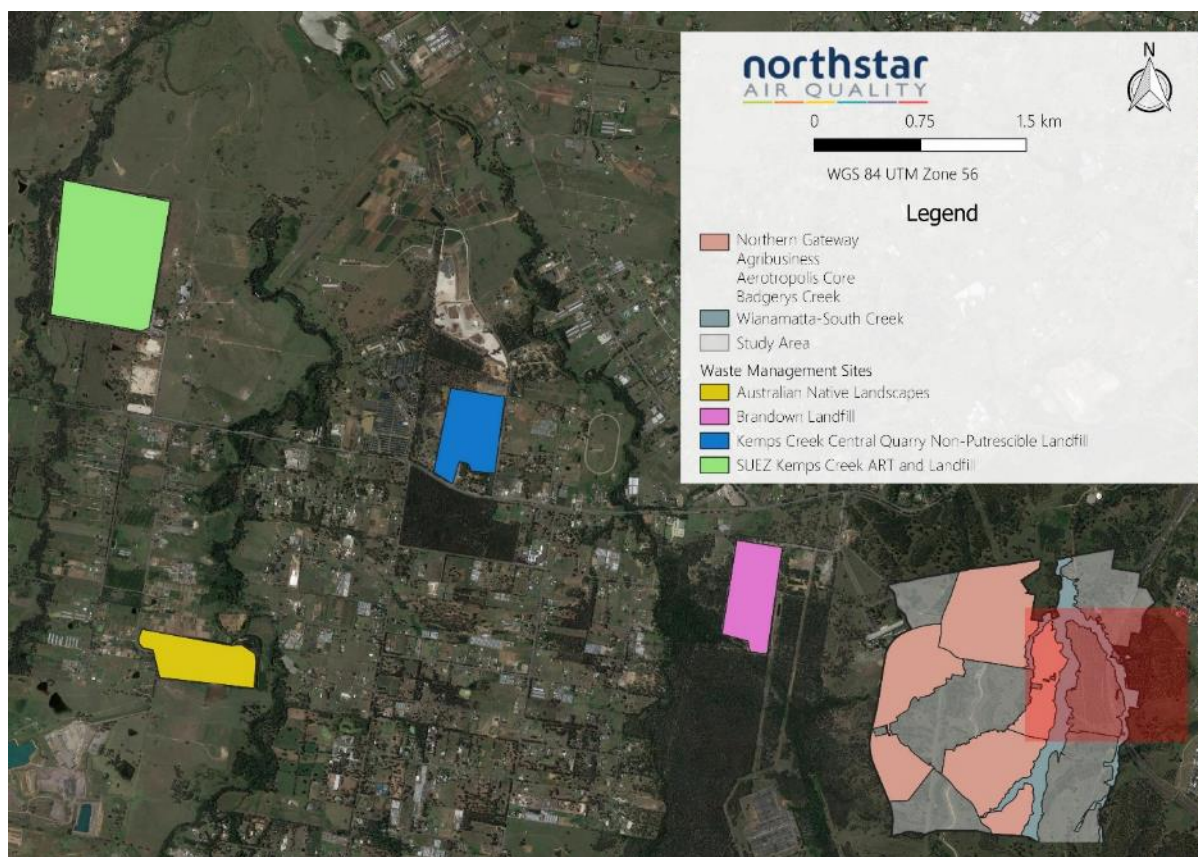 northstar
AIR QUALITY
N
0 0.75 1.5 km
WGS 84 UTM Zone 56
Legend
Northern Gateway
Agribusiness
Aerotropolis Core
Badgerys Creek
Wianamatta-South Creek
Study Area
Waste Management Sites
Australian Native Landscapes
Brandown Landfill
Kemps Creek Central Quarry Non-Putrescible Landfill
SUEZ Kemps Creek ART and Landfill